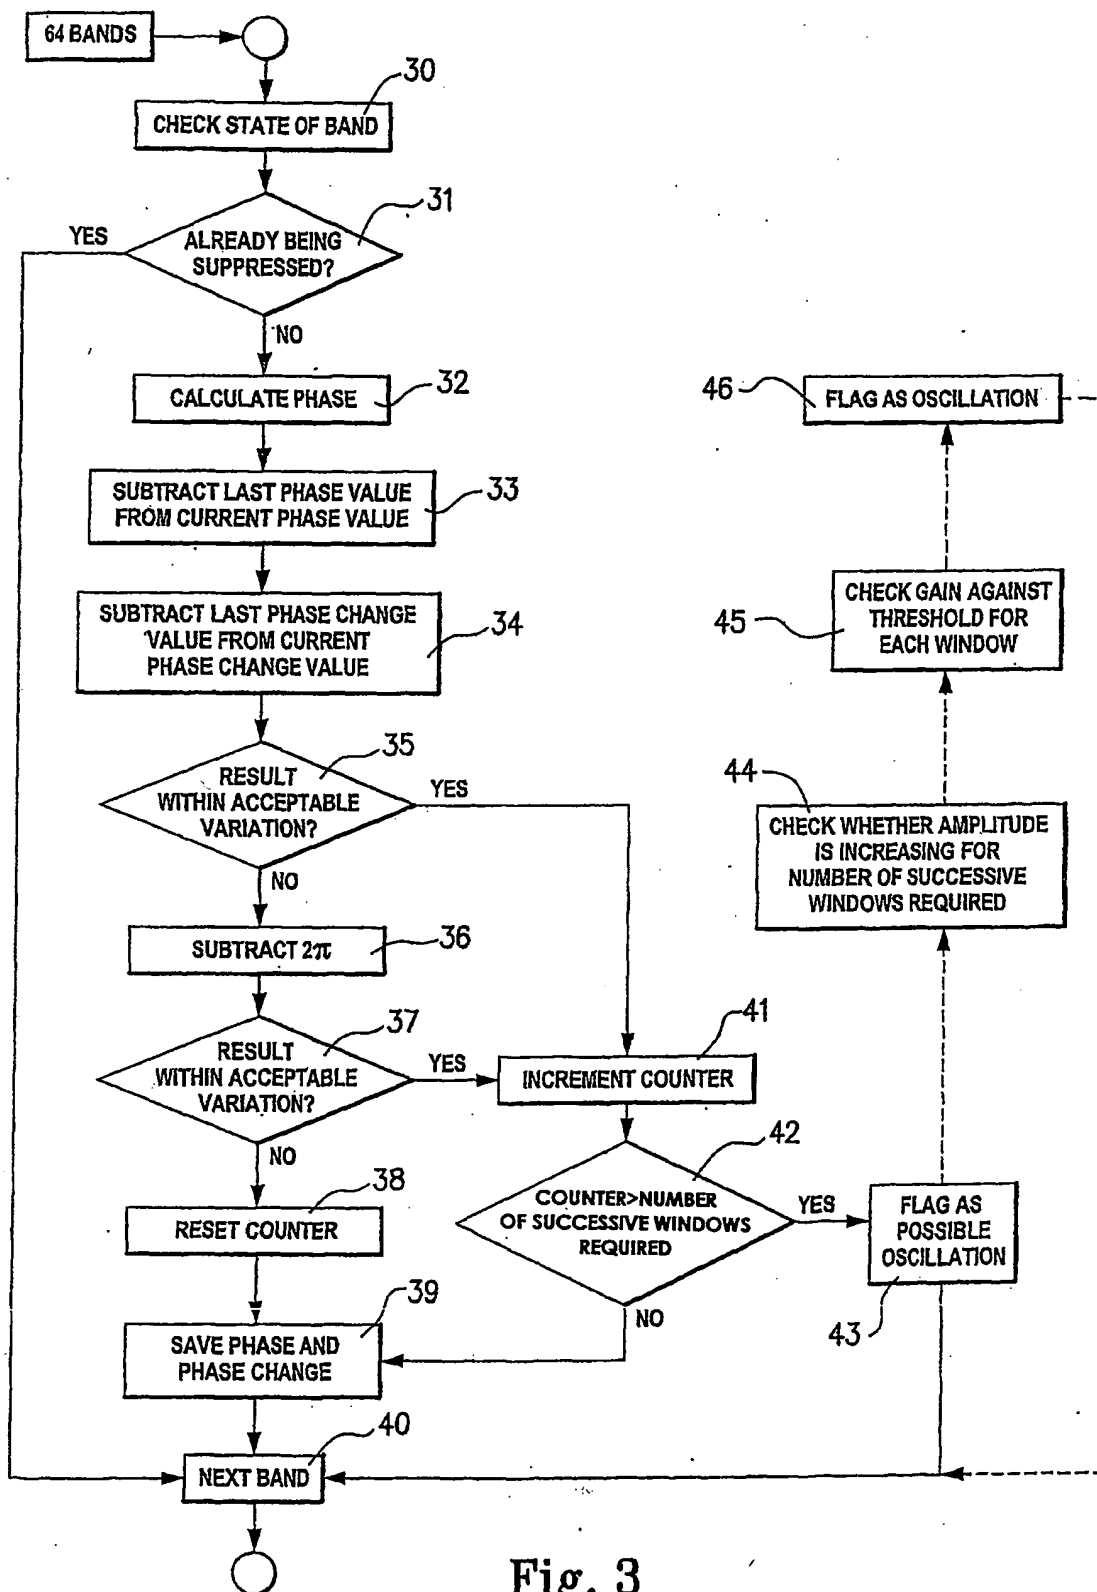 64 BANDS
30
CHECK STATE OF BAND
31
YES
ALREADY BEING
SUPPRESSED?
NO
32
CALCULATE PHASE
46
FLAG AS OSCILLATION
33
SUBTRACT LAST PHASE VALUE
FROM CURRENT PHASE VALUE
34
SUBTRACT LAST PHASE CHANGE
VALUE FROM CURRENT
PHASE CHANGE VALUE
45
CHECK GAIN AGAINST
THRESHOLD FOR
EACH WINDOW
35
RESULT
WITHIN ACCEPTABLE
VARIATION?
YES
NO
44
CHECK WHETHER AMPLITUDE
IS INCREASING FOR
NUMBER OF SUCCESSIVE
WINDOWS REQUIRED
36
SUBTRACT 2π
37
RESULT
WITHIN ACCEPTABLE
VARIATION?
YES
NO
41
INCREMENT COUNTER
42
COUNTER>NUMBER
OF SUCCESSIVE WINDOWS
REQUIRED
YES
NO
FLAG AS
POSSIBLE
OSCILLATION
43
38
RESET COUNTER
39
SAVE PHASE AND
PHASE CHANGE
40
NEXT BAND
Fig. 3